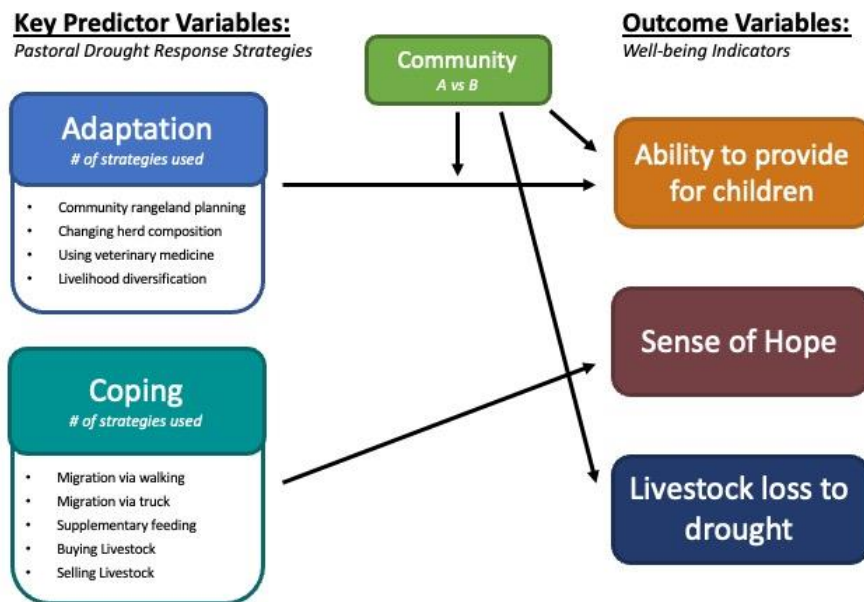 Key Predictor Variables:
Pastoral Drought Response Strategies
Community
A vs B
Outcome Variables:
Well-being Indicators
Adaptation
# of strategies used
• Community rangeland planning
• Changing herd composition
• Using veterinary medicine
• Livelihood diversification
Ability to provide
for children
Sense of Hope
Coping
# of strategies used
• Migration via walking
• Migration via truck
• Supplementary feeding
• Buying Livestock
• Selling Livestock
Livestock loss to
drought